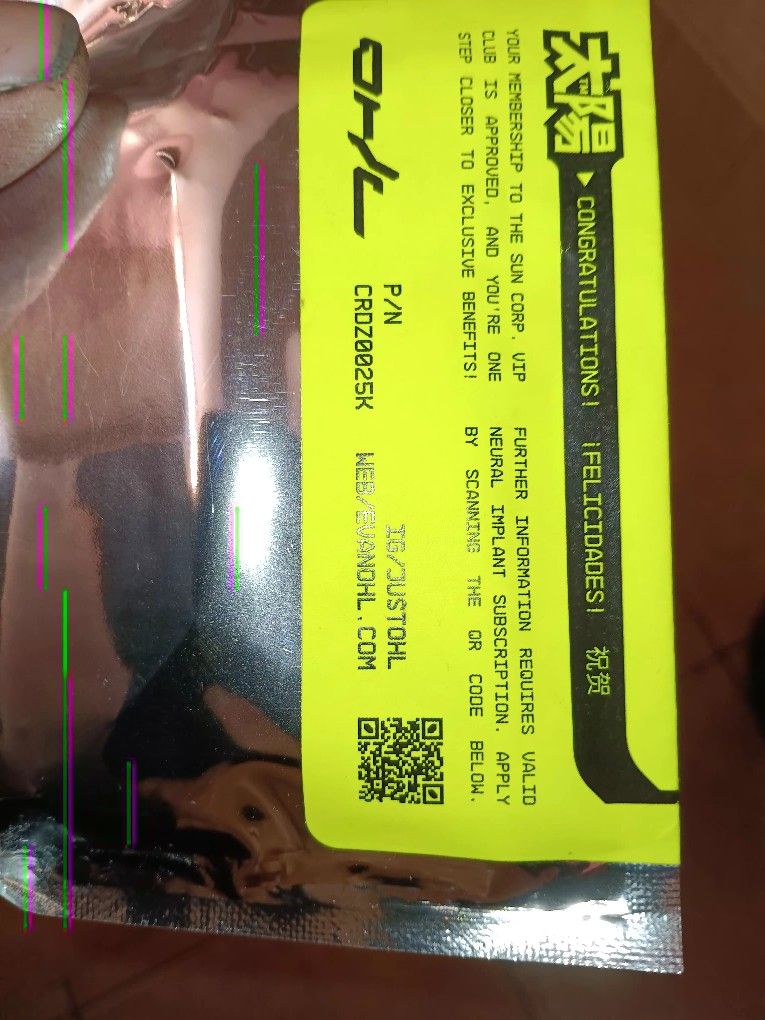 太陽
CONGRATULATIONS! ¡FELICIDADES! 祝贺
YOUR MEMBERSHIP TO THE SUN CORP. VIP
CLUB IS APPROVED, AND YOU'RE ONE
STEP CLOSER TO EXCLUSIVE BENEFITS!
FURTHER INFORMATION REQUIRES VALID
NEURAL IMPLANT SUBSCRIPTION. APPLY
BY SCANNING THE QR CODE BELOW.
OHL
P/N
CRDZ0025K
IG/JUSTOHL
WEB/EVANOHL.COM